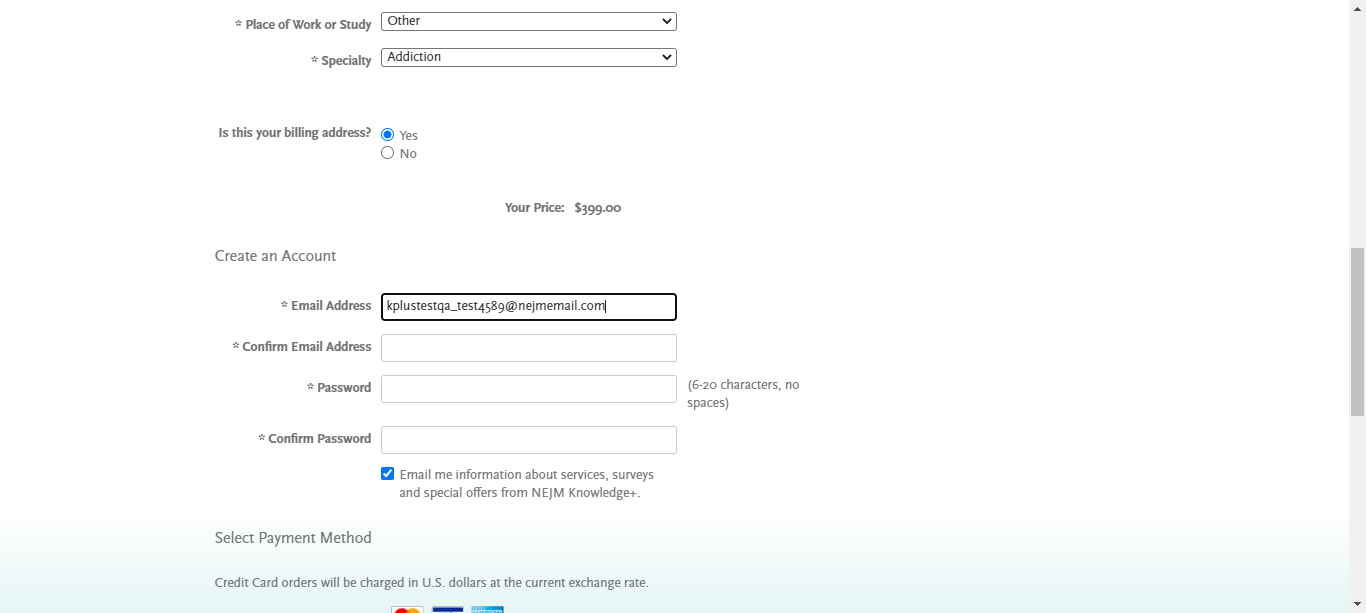 * Place of Work or Study Other
* Specialty Addiction
Is this your billing address? Yes
No
Your Price: $399.00
Create an Account
* Email Address kplustestqa_test4589@nejmemail.com
* Confirm Email Address
* Password (6-20 characters, no
spaces)
* Confirm Password
Email me information about services, surveys
and special offers from NEJM Knowledge+.
Select Payment Method
Credit Card orders will be charged in U.S. dollars at the current exchange rate.